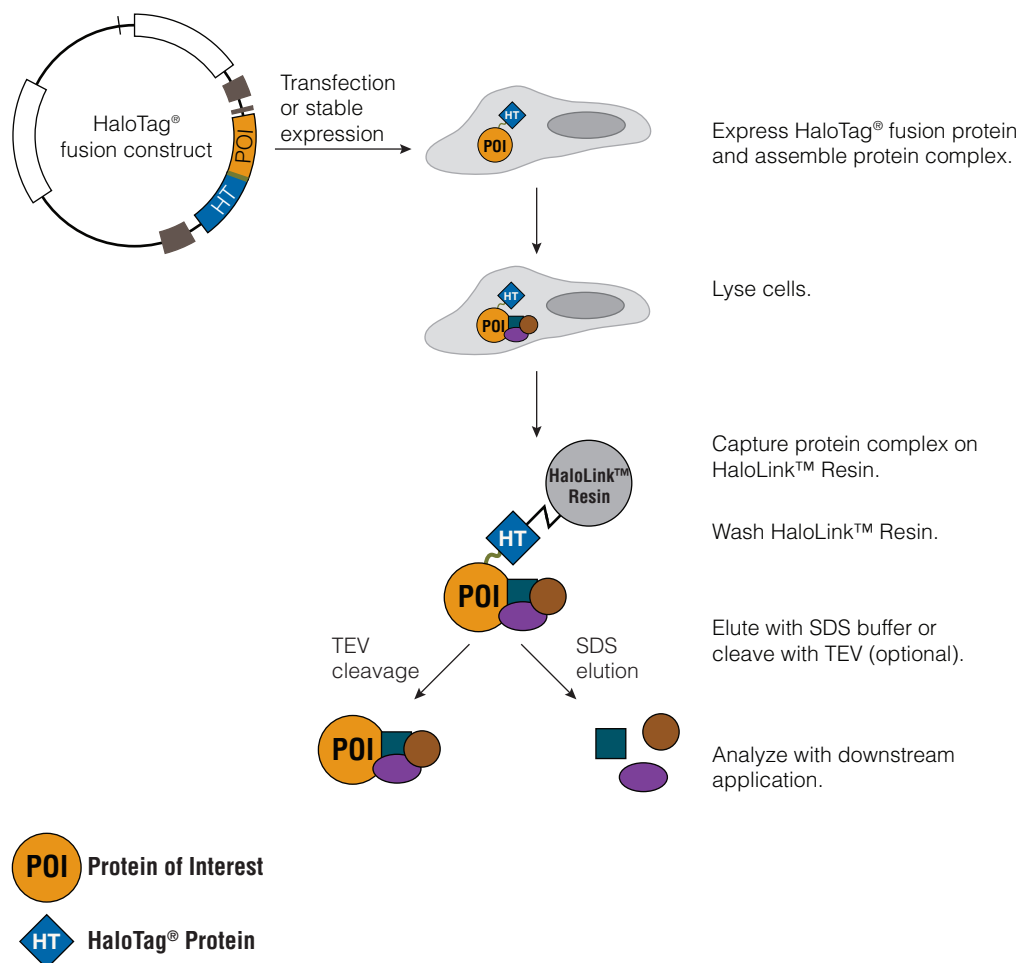 HaloTag®
fusion construct
POI
HT
Transfection
or stable
expression
HT
POI
Express HaloTag® fusion protein
and assemble protein complex.
HT
POI
Lyse cells.
HaloLink™
Resin
HT
POI
Capture protein complex on
HaloLink™ Resin.
Wash HaloLink™ Resin.
TEV
cleavage
SDS
elution
Elute with SDS buffer or
cleave with TEV (optional).
POI
Analyze with downstream
application.
POI Protein of Interest
HT HaloTag® Protein